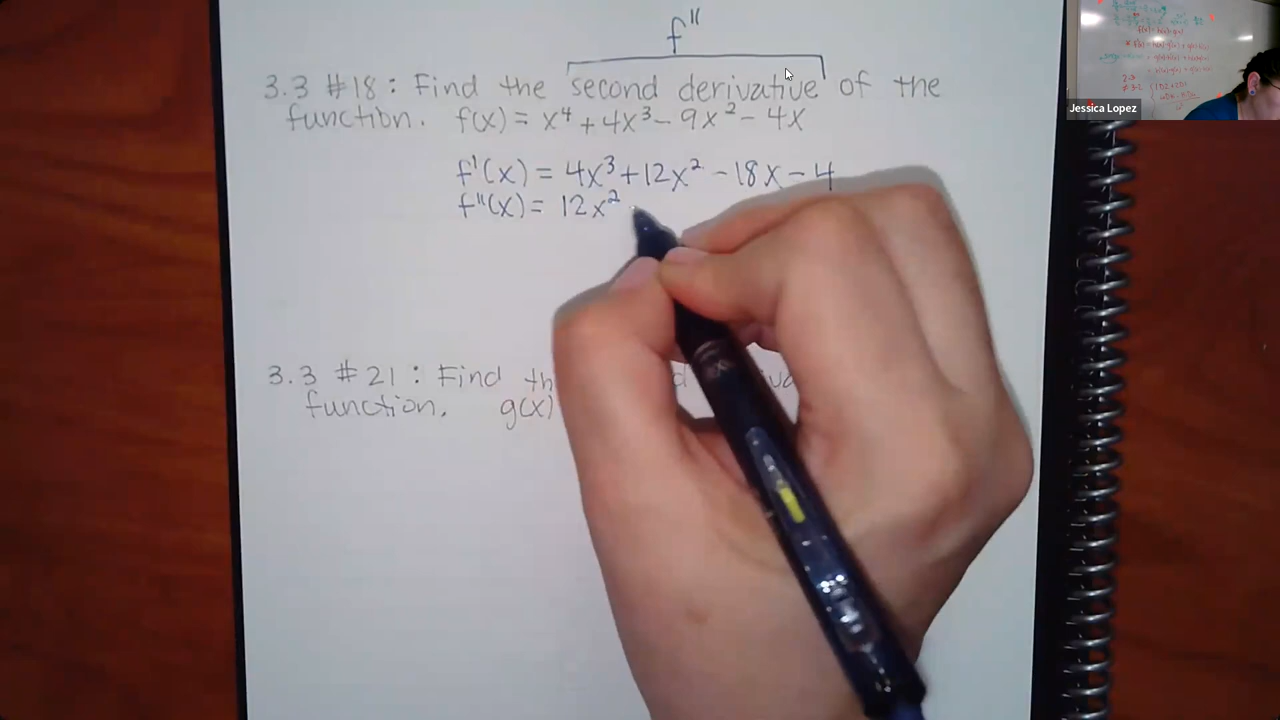 f"
3.3 #18 : Find the second derivative of the
function. f(x) = x⁴ + 4x³ - 9x² - 4x
f'(x) = 4x³ + 12x² - 18x - 4
f"(x) = 12x²
3.3 #21 : Find th
function. g(x)
Jessica Lopez